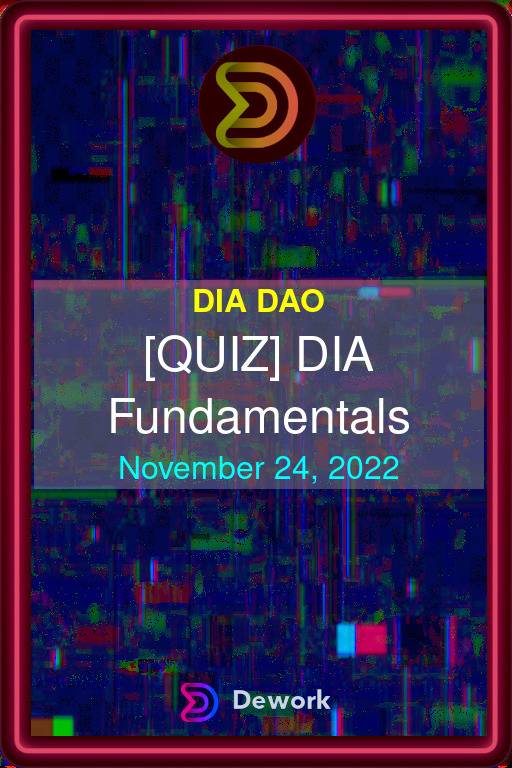 DIA DAO
[QUIZ] DIA
Fundamentals
November 24, 2022
Dework